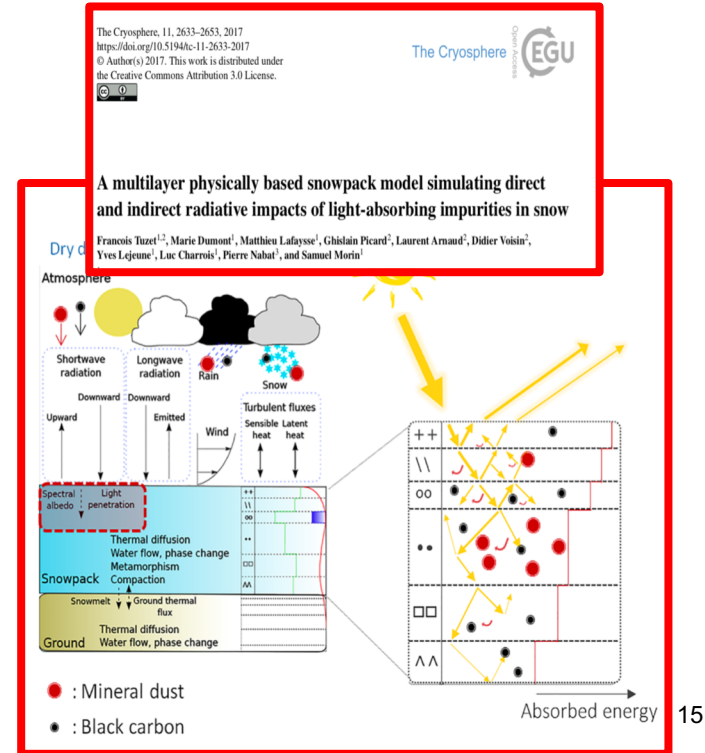 The Cryosphere, 11, 2633–2653, 2017
https://doi.org/10.5194/tc-11-2633-2017
© Author(s) 2017. This work is distributed under
the Creative Commons Attribution 3.0 License.
cc BY
The Cryosphere
Open Access
EGU
A multilayer physically based snowpack model simulating direct
and indirect radiative impacts of light-absorbing impurities in snow
Francois Tuzet1,2, Marie Dumont1, Matthieu Lafaysse1, Ghislain Picard2, Laurent Arnaud2, Didier Voisin2,
Yves Lejeune1, Luc Charrois1, Pierre Nabat3, and Samuel Morin1
Dry d
Atmosphere
Shortwave
radiation
Longwave
radiation
Rain
Snow
Downward
Downward
Upward
Emitted
Wind
Turbulent fluxes
Sensible
heat
Latent
heat
Spectral
albedo
Light
penetration
Thermal diffusion
Water flow, phase change
Metamorphism
Compaction
Snowpack
Snowmelt
Ground thermal
flux
Thermal diffusion
Ground
Water flow, phase change
++
\\
oo
••
□□
ΛΛ
++
\\
oo
••
□□
ΛΛ
: Mineral dust
: Black carbon
Absorbed energy
15